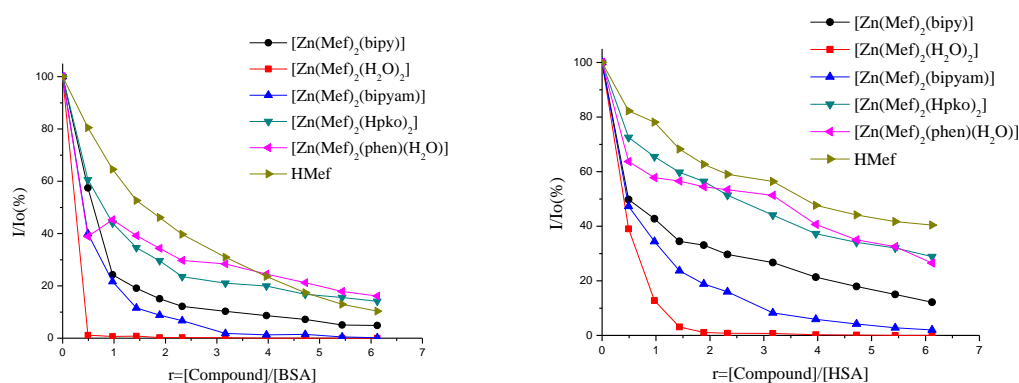 [Zn(Mef)₂(bipy)]
[Zn(Mef)₂(H₂O)₂]
[Zn(Mef)₂(bipyam)]
[Zn(Mef)₂(Hpko)₂]
[Zn(Mef)₂(phen)(H₂O)]
HMef
100
80
60
40
20
0
I/Io(%)
0 1 2 3 4 5 6 7
r=[Compound]/[BSA]
[Zn(Mef)₂(bipy)]
[Zn(Mef)₂(H₂O)₂]
[Zn(Mef)₂(bipyam)]
[Zn(Mef)₂(Hpko)₂]
[Zn(Mef)₂(phen)(H₂O)]
HMef
100
80
60
40
20
0
I/Io(%)
0 1 2 3 4 5 6 7
r=[Compound]/[HSA]